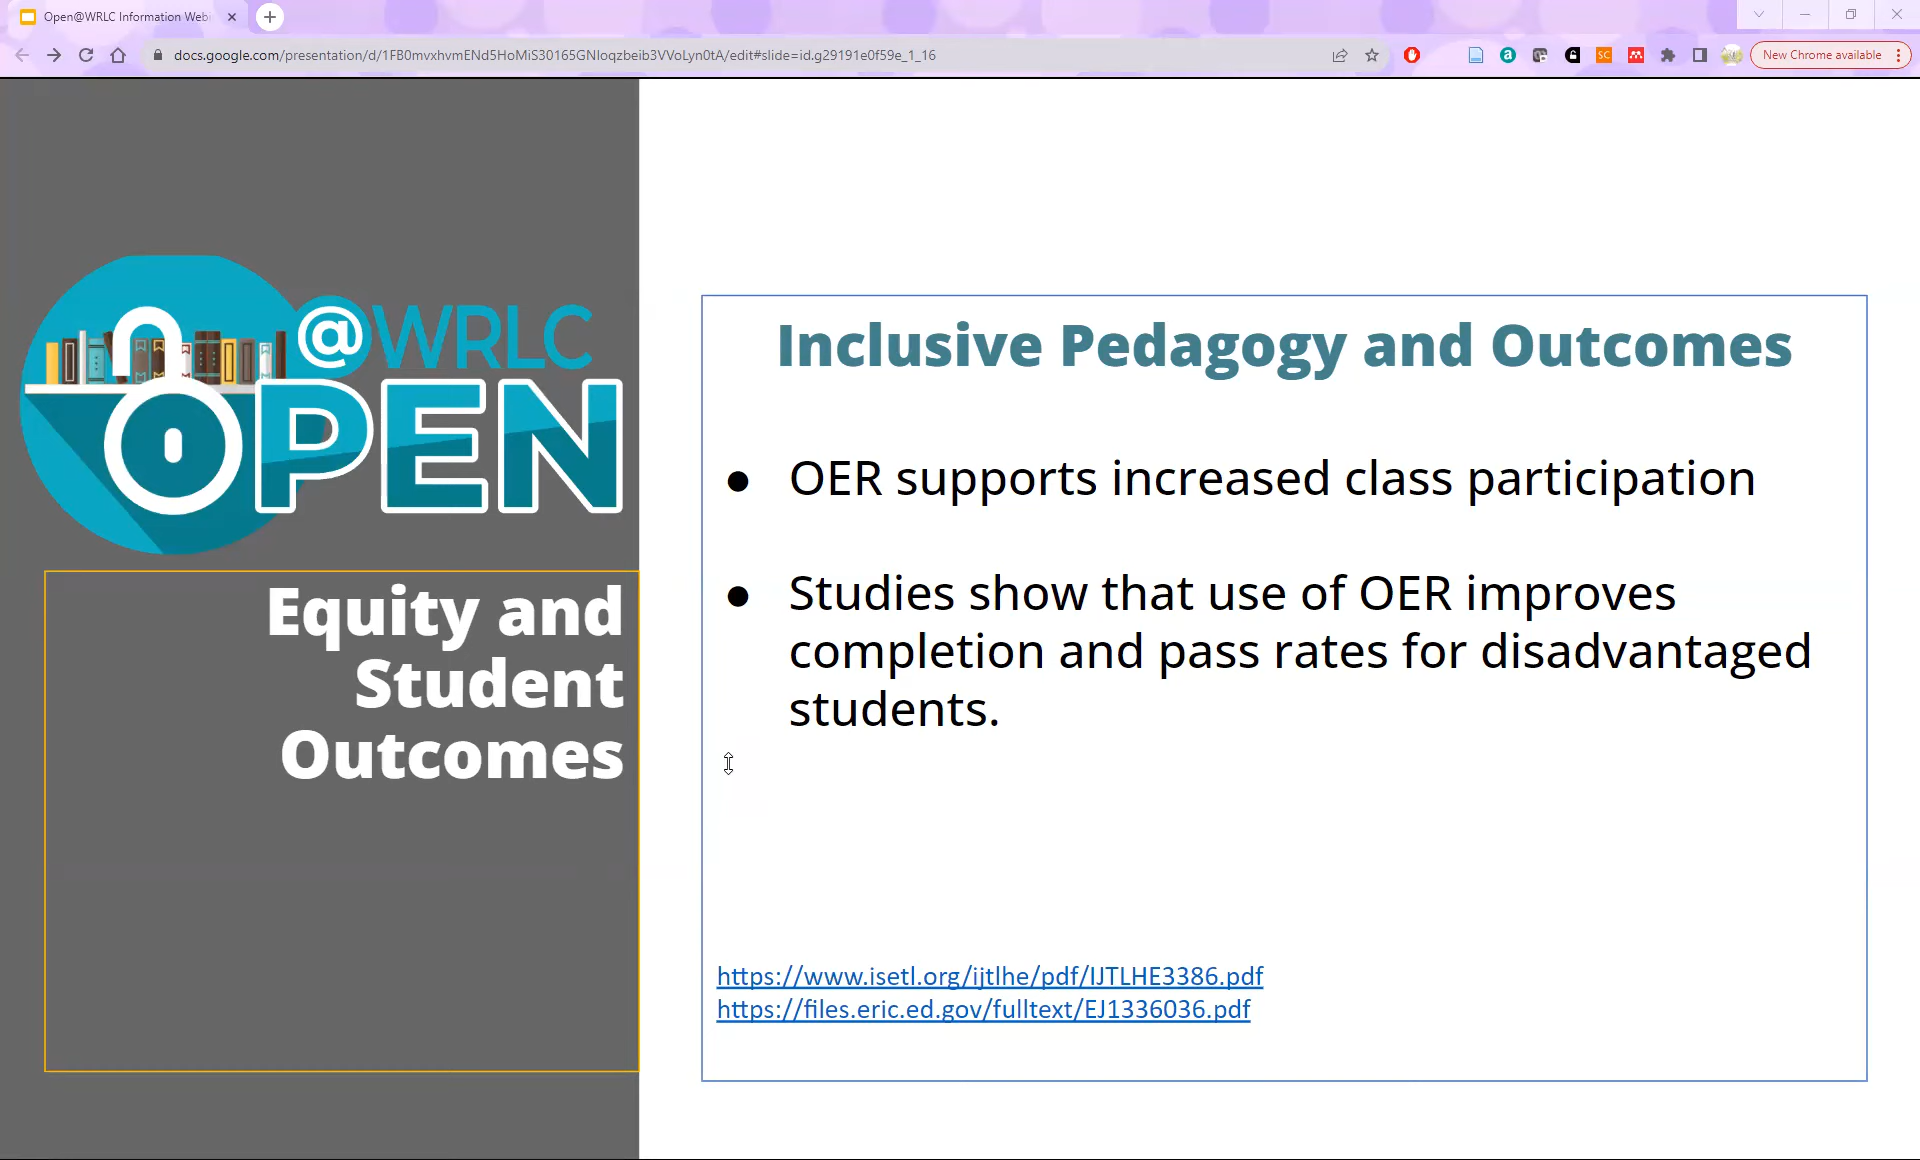 Open@WRLC Information Web
docs.google.com/presentation/d/1FB0mvxhvmENd5HoMiS30165GNIoqzbeib3VVoLyn0tA/edit#slide=id.g29191e0f59e_1_16
a
SC
New Chrome available
@WRLC
OPEN
Equity and
Student
Outcomes
Inclusive Pedagogy and Outcomes
● OER supports increased class participation
● Studies show that use of OER improves
completion and pass rates for disadvantaged
students.
https://www.isetl.org/ijtlhe/pdf/IJTLHE3386.pdf
https://files.eric.ed.gov/fulltext/EJ1336036.pdf